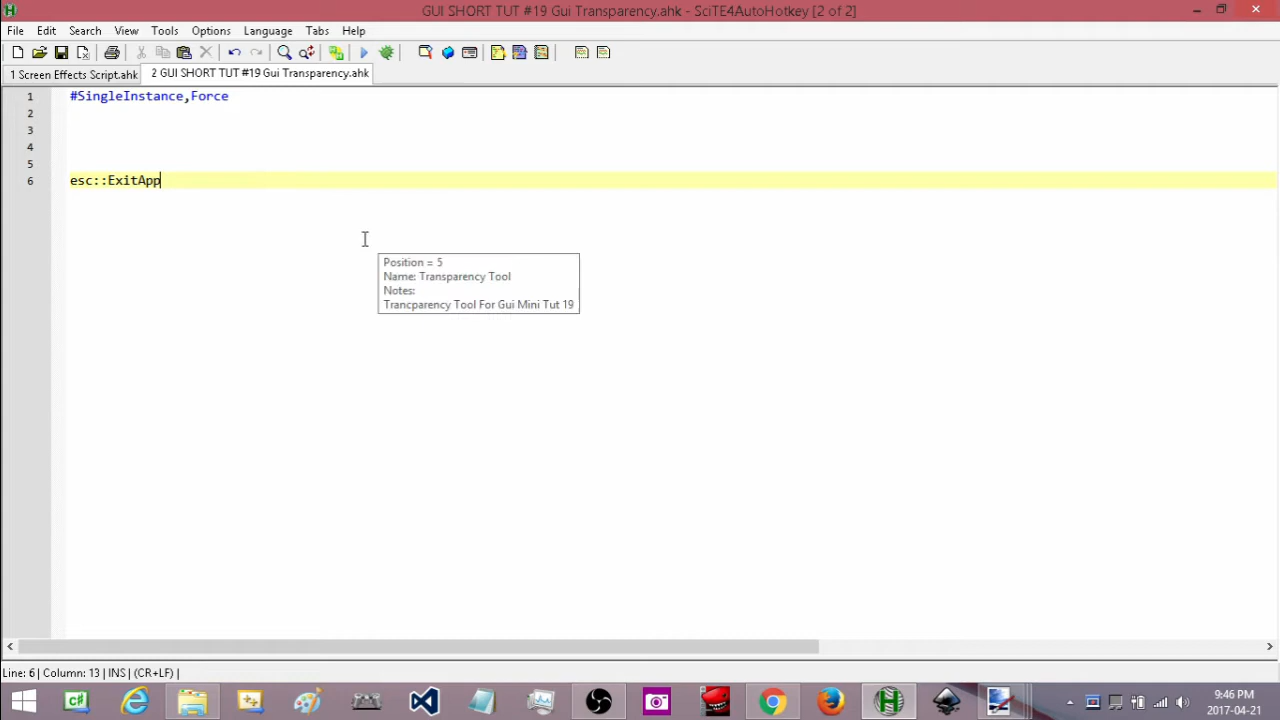 GUI SHORT TUT #19 Gui Transparency.ahk - SciTE4AutoHotkey [2 of 2]
File Edit Search View Tools Options Language Tabs Help
1 Screen Effects Script.ahk 2 GUI SHORT TUT #19 Gui Transparency.ahk
1 #SingleInstance,Force
2
3
4
5
6 esc::ExitApp
Position = 5
Name: Transparency Tool
Notes:
Trancparency Tool For Gui Mini Tut 19
Line: 6 | Column: 13 | INS | (CR+LF) |
C#
9:46 PM
2017-04-21